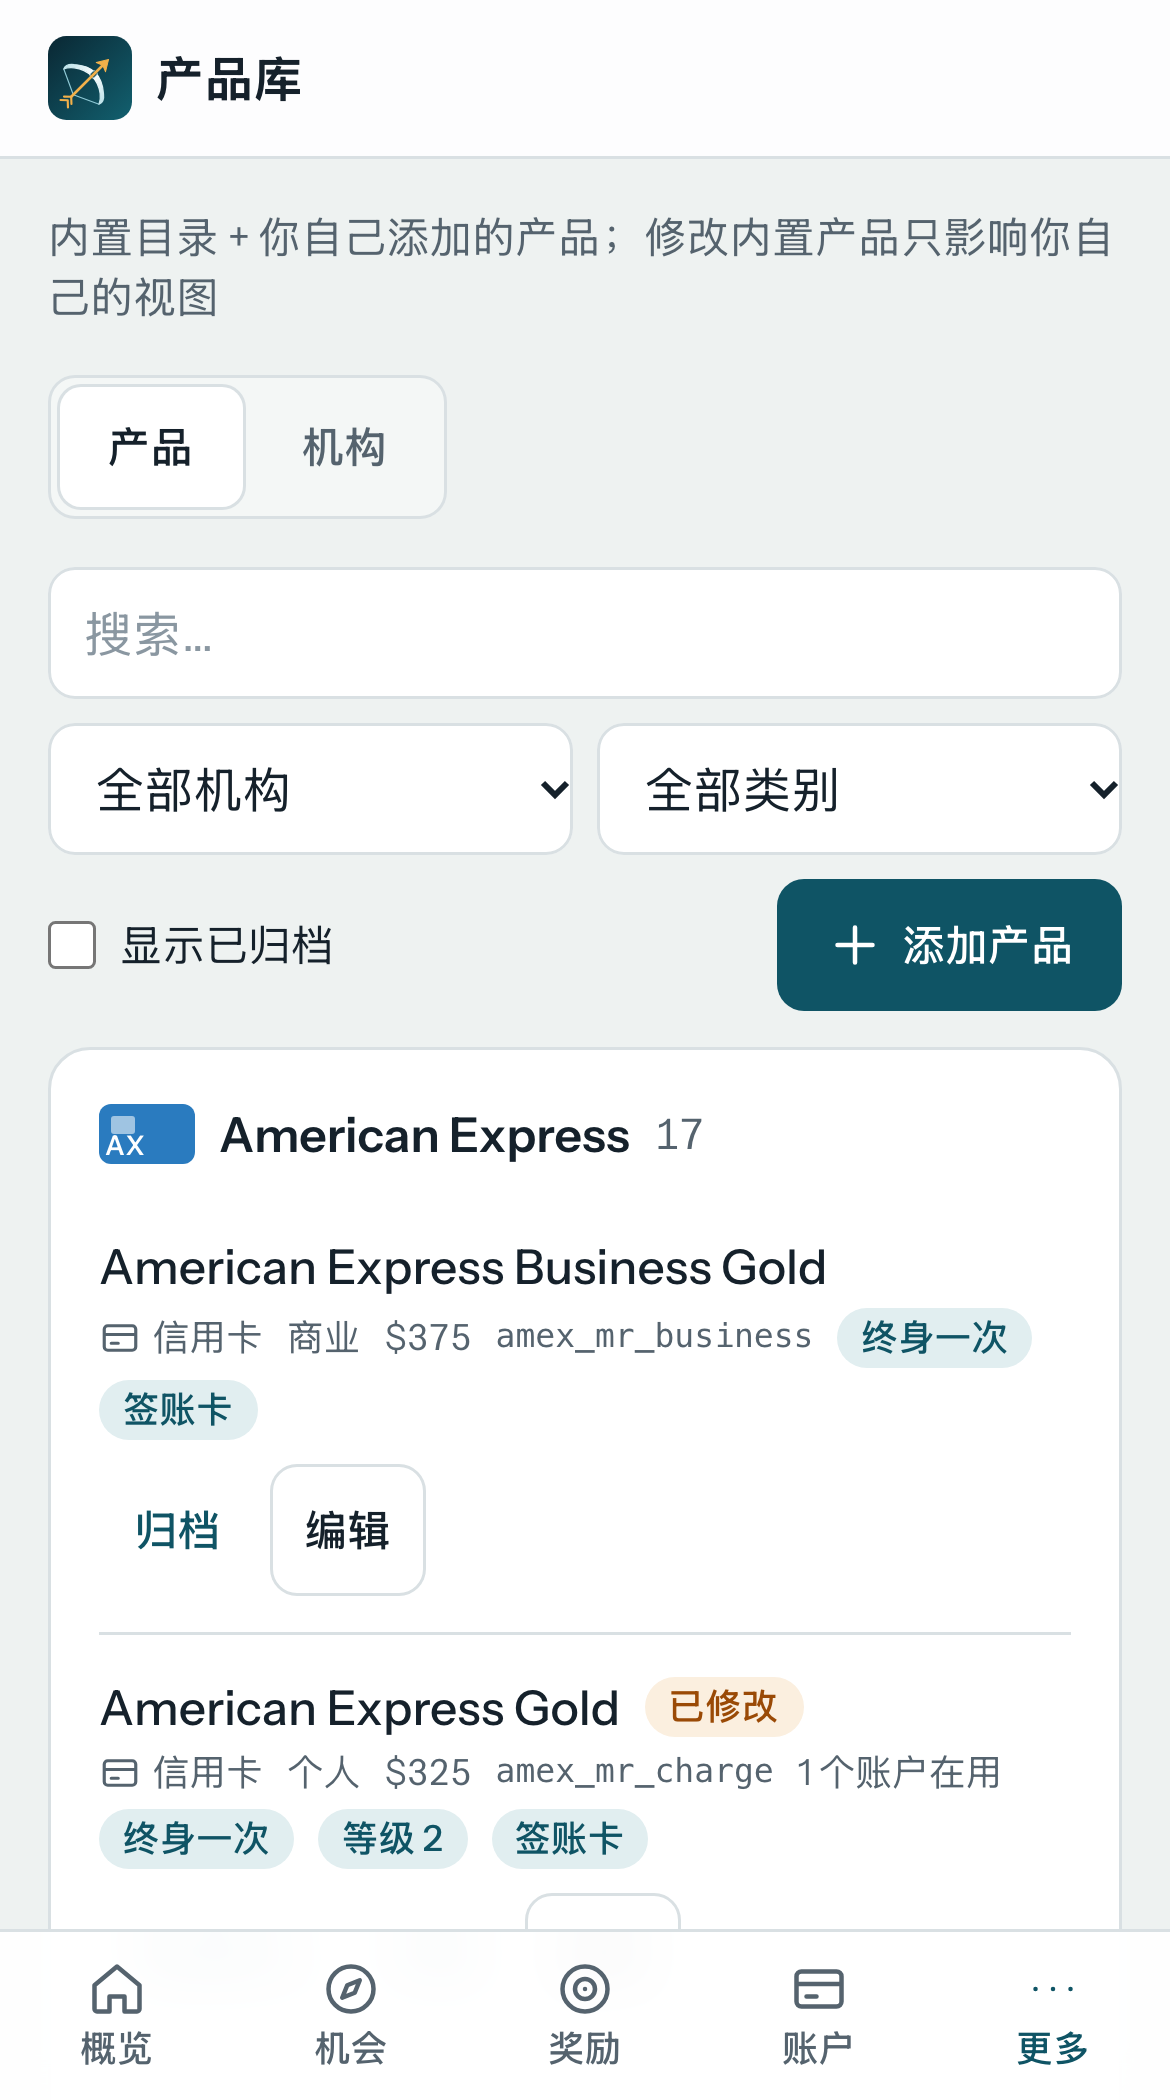 产品库
内置目录 + 你自己添加的产品；修改内置产品只影响你自
己的视图
产品 机构
搜索...
全部机构 全部类别
显示已归档 添加产品
AX American Express 17
American Express Business Gold
信用卡 商业 $375 amex_mr_business 终身一次
签账卡
归档 编辑
American Express Gold 已修改
信用卡 个人 $325 amex_mr_charge 1个账户在用
终身一次 等级 2 签账卡
概览 机会 奖励 账户 更多